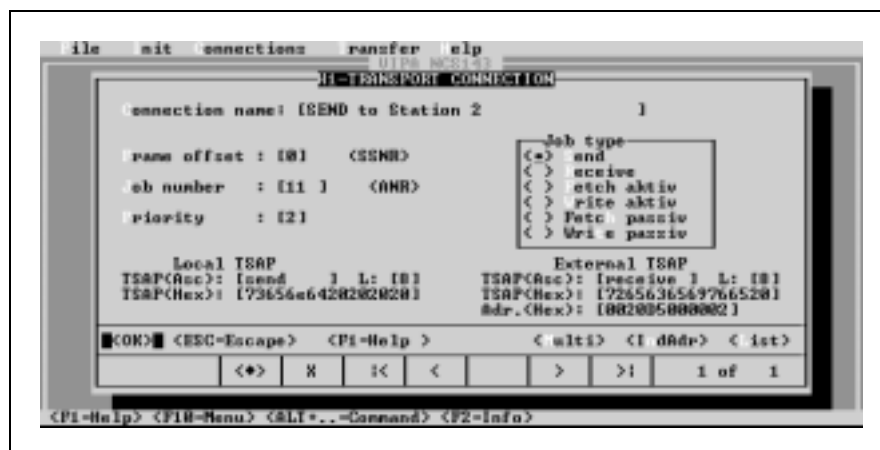 ile nit onnections ransfer elp
VIPA NCS143
H1-TRANSPORT CONNECTION
onnection name: [SEND to Station 2 ]
rame offset : [0] (SSNR)
ob number : [11 ] (ANR)
riority : [2]
Job type
(•) end
( ) eceive
( ) etch aktiv
( ) rite aktiv
( ) Fetc passiv
( ) Wri e passiv
Local TSAP
TSAP(Asc): [send ] L: [8]
TSAP(Hex): [73656e6420202020]
External TSAP
TSAP(Asc): [receive ] L: [8]
TSAP(Hex): [7265636569766520]
Adr.(Hex): [0020D5000002]
(OK) <ESC=Escape> <F1=Help > < ulti> <I dAdr> < ist>
<•> X |< < > >| 1 of 1
<F1=Help> <F10=Menu> <ALT+..=Command> <F2=Info>